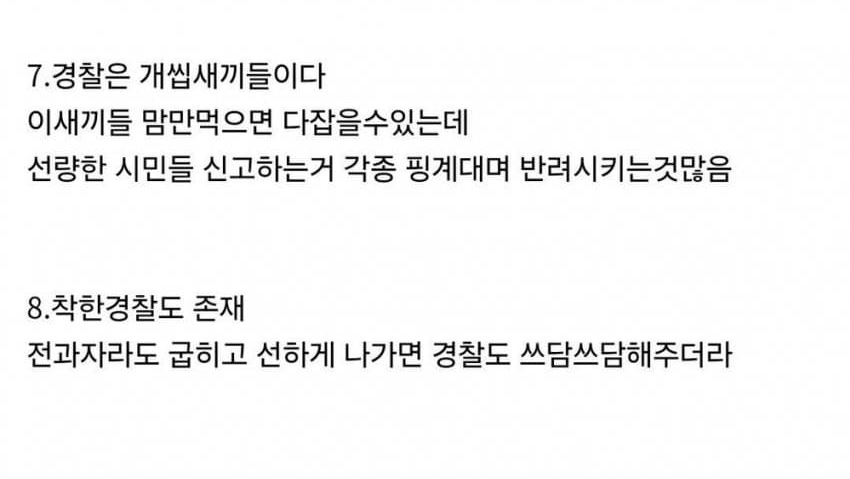 7.경찰은 개씹새끼들이다
이새끼들 맘만먹으면 다잡을수있는데
선량한 시민들 신고하는거 각종 핑계대며 반려시키는것많음
8.착한경찰도 존재
전과자라도 굽히고 선하게 나가면 경찰도 쓰담쓰담해주더라